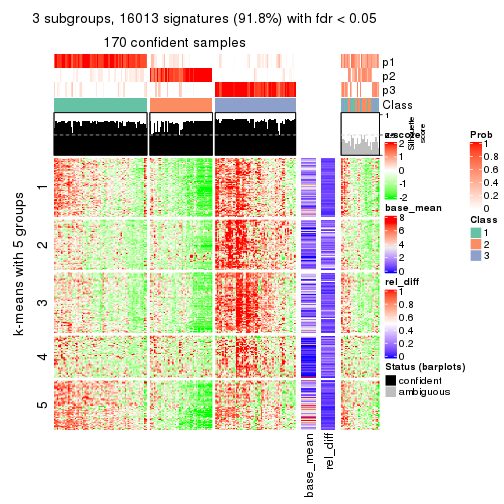 3 subgroups, 16013 signatures (91.8%) with fdr < 0.05
170 confident samples
p1
p2
p3
Class
1
Silhouette
score
k-means with 5 groups
1
2
3
4
5
base_mean
rel_diff
z-score
2
1
0
-1
-2
base_mean
8
6
4
2
0
rel_diff
1
0.8
0.6
0.4
0.2
0
Status (barplots)
confident
ambiguous
Prob
1
0.8
0.6
0.4
0.2
0
Class
1
2
3